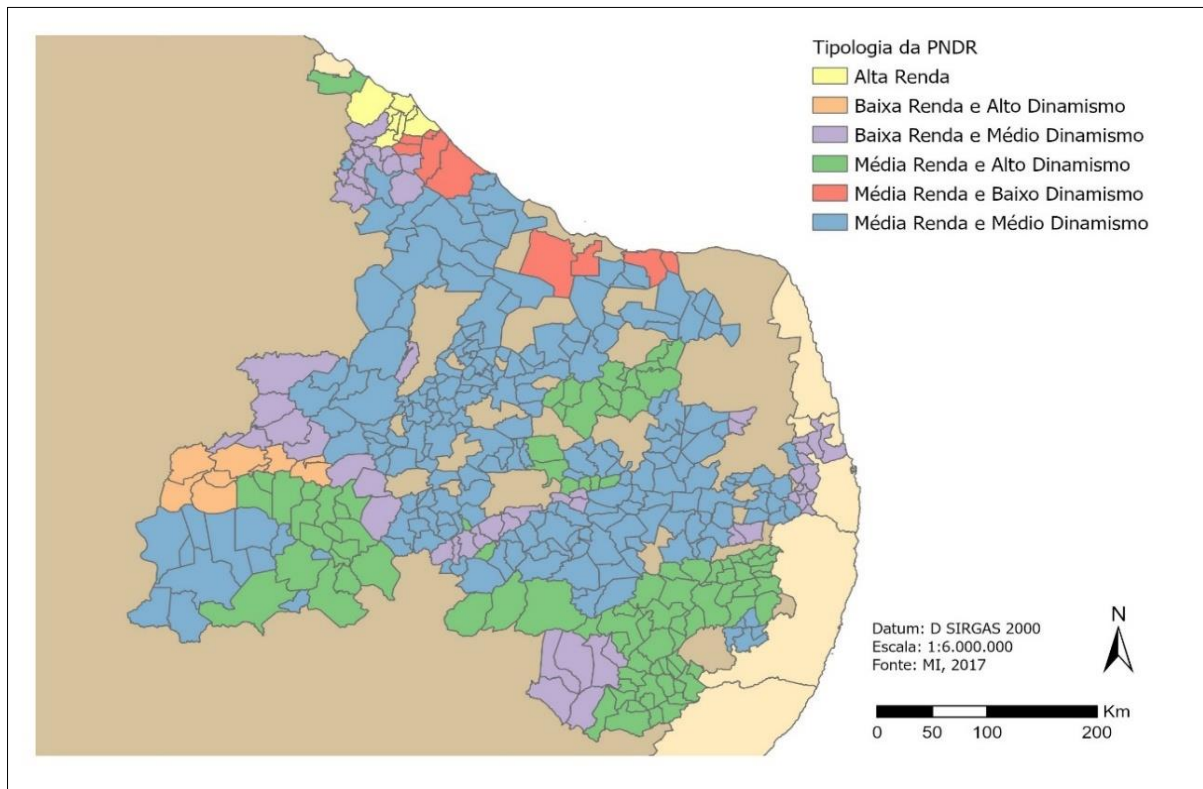 Tipologia da PNDR
Alta Renda
Baixa Renda e Alto Dinamismo
Baixa Renda e Médio Dinamismo
Média Renda e Alto Dinamismo
Média Renda e Baixo Dinamismo
Média Renda e Médio Dinamismo
Datum: D SIRGAS 2000
Escala: 1:6.000.000
Fonte: MI, 2017
N
Km
0 50 100 200